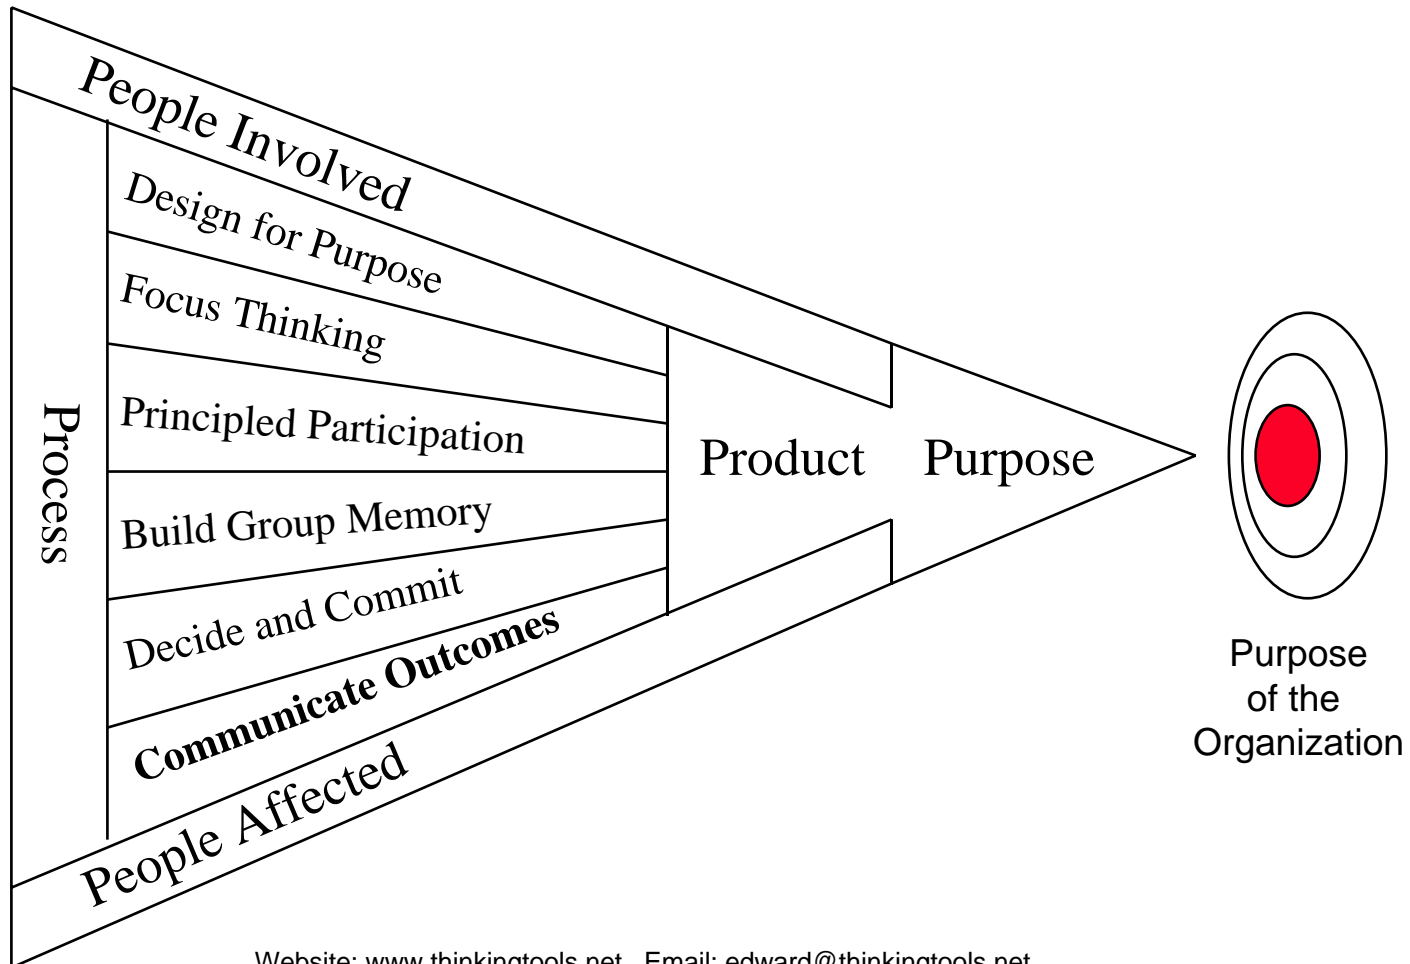 People Involved
Process
Design for Purpose
Focus Thinking
Principled Participation
Build Group Memory
Decide and Commit
Communicate Outcomes
People Affected
Product
Purpose
Purpose
of the
Organization
Website: www.thinkingtools.net Email: edward@thinkingtools.net